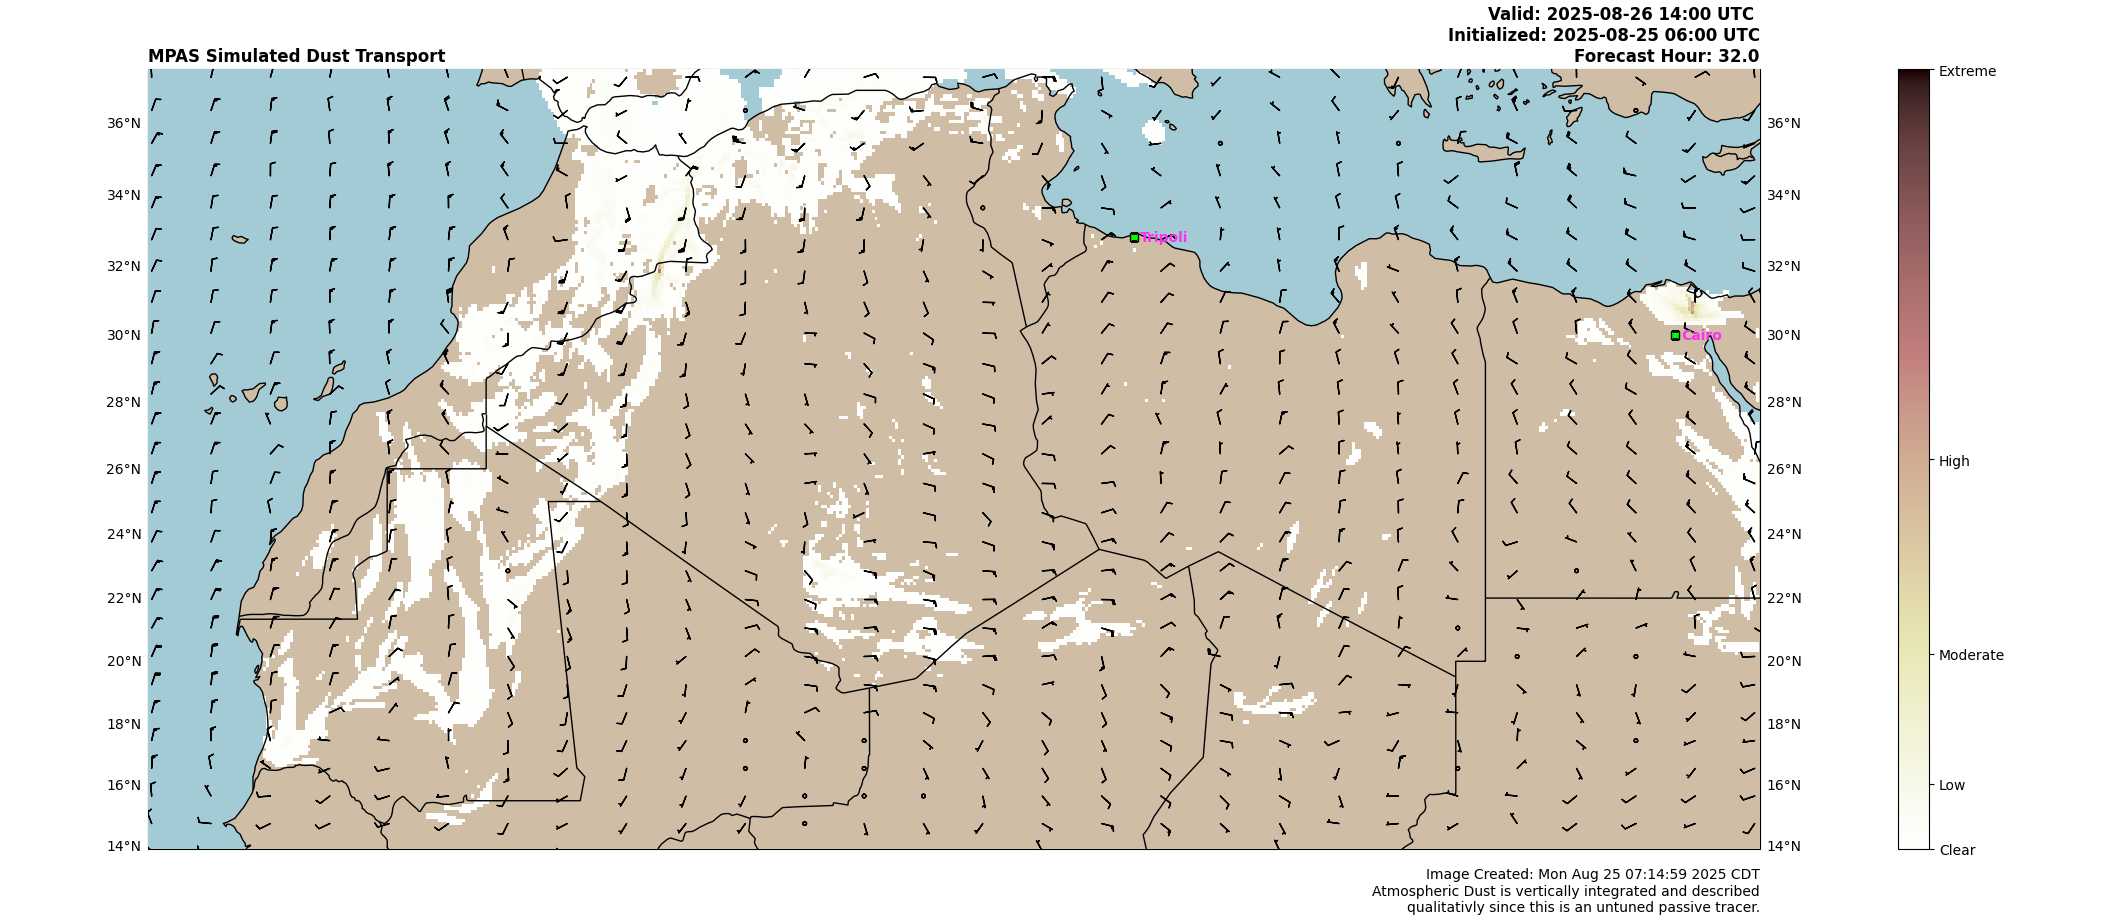 Valid: 2025-08-26 14:00 UTC
Initialized: 2025-08-25 06:00 UTC
MPAS Simulated Dust Transport
Forecast Hour: 32.0
36°N
34°N
32°N
30°N
28°N
26°N
24°N
22°N
20°N
18°N
16°N
14°N
Tripoli
Cairo
36°N
34°N
32°N
30°N
28°N
26°N
24°N
22°N
20°N
18°N
16°N
14°N
Extreme
High
Moderate
Low
Clear
Image Created: Mon Aug 25 07:14:59 2025 CDT
Atmospheric Dust is vertically integrated and described
qualitativly since this is an untuned passive tracer.